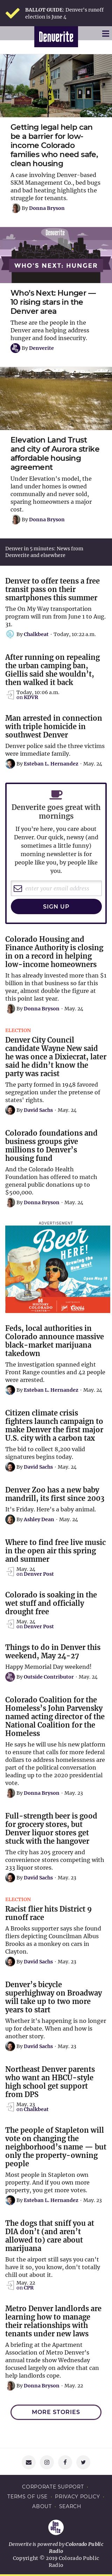 BALLOT GUIDE: Denver's runoff
election is June 4
Denverite
Getting legal help can
be a barrier for low-
income Colorado
families who need safe,
clean housing
A case involving Denver-based
SKM Management Co., bed bugs
and heating highlights the
struggle for tenants.
By Donna Bryson
Denverite
WHO'S NEXT: HUNGER
Who's Next: Hunger —
10 rising stars in the
Denver area
These are the people in the
Denver region helping address
hunger and food insecurity.
By Denverite
Elevation Land Trust
and city of Aurora strike
affordable housing
agreement
Under Elevation's model, the
land under homes is owned
communally and never sold,
sparing homeowners a major
cost.
By Donna Bryson
Denver in 5 minutes: News from
Denverite and elsewhere
Denver to offer teens a free
transit pass on their
smartphones this summer
The On My Way transportation
program will run from June 1 to Aug.
31.
By Chalkbeat - Today, 10:22 a.m.
After running on repealing
the urban camping ban,
Giellis said she wouldn't,
then walked it back
Today, 10:06 a.m.
on KDVR
Man arrested in connection
with triple homicide in
southwest Denver
Denver police said the three victims
were immediate family.
By Esteban L. Hernandez - May. 24
Denverite goes great with
mornings
If you're here, you care about
Denver. Our quick, newsy (and
sometimes a little funny)
morning newsletter is for
people like you, by people like
you.
enter your email address
SIGN UP
Colorado Housing and
Finance Authority is closing
in on a record in helping
low-income homeowners
It has already invested more than $1
billion in the business so far this
year, almost double the figure at
this point last year.
By Donna Bryson - May. 24
ELECTION
Denver City Council
candidate Wayne New said
he was once a Dixiecrat, later
said he didn't know the
party was racist
The political party in 1948 favored
segregation under the pretense of
states' rights.
By David Sachs - May. 24
Colorado foundations and
business groups give
millions to Denver's
housing fund
And the Colorado Health
Foundation has offered to match
general public donations up to
$500,000.
By Donna Bryson - May. 24
ADVERTISEMENT
BEER
HERE!
Coors
Feds, local authorities in
Colorado announce massive
black-market marijuana
takedown
The investigation involved eight
Front Range counties and 42 people
were arrested.
By Esteban L. Hernandez - May. 24
Citizen climate crisis
fighters launch campaign to
make Denver the first major
U.S. city with a carbon tax
The bid to collect 8,200 valid
signatures begins today.
By David Sachs - May. 24
Denver Zoo has a new baby
mandrill, its first since 2003
It's Friday. Here's a baby animal.
By Ashley Dean - May. 24
Where to find free live music
in the open air this spring
and summer
May. 24
on Denver Post
Colorado is soaking in the
wet stuff and officially
drought free
May. 24
on Denver Post
Things to do in Denver this
weekend, May 24-27
Happy Memorial Day weekend!
By Outside Contributor - May. 24
Colorado Coalition for the
Homeless's John Parvensky
named acting director of the
National Coalition for the
Homeless
He says he will use his new platform
to ensure that calls for more federal
dollars to address homelessness are
part of the political conversation
leading up to the 2020 presidential
vote.
By Donna Bryson - May. 23
Full-strength beer is good
for grocery stores, but
Denver liquor stores get
stuck with the hangover
The city has 205 grocery and
convenience stores competing with
233 liquor stores.
By David Sachs - May. 23
ELECTION
Racist flier hits District 9
runoff race
A Brooks supporter says she found
fliers depicting Councilman Albus
Brooks as a monkey on cars in
Clayton.
By David Sachs - May. 23
Denver's bicycle
superhighway on Broadway
will take up to two more
years to start
Whether it's happening is no longer
up for debate. When and how is
another story.
By David Sachs - May. 23
Northeast Denver parents
who want an HBCU-style
high school get support
from DPS
May. 23
on Chalkbeat
The people of Stapleton will
vote on changing the
neighborhood's name — but
only the property-owning
people
Most people in Stapleton own
property. And if you own more
property, you get more votes.
By Esteban L. Hernandez - May. 23
The dogs that sniff you at
DIA don't (and aren't
allowed to) care about
marijuana
But the airport still says you can't
have it so, you know, don't totally
chill out about it.
May. 22
on CPR
Metro Denver landlords are
learning how to manage
their relationships with
tenants under new laws
A briefing at the Apartment
Association of Metro Denver's
annual trade show Wednesday
focused largely on advice that can
help landlords cope.
By Donna Bryson - May. 22
MORE STORIES
COLORADO PUBLIC SUPPORT -
TERMS OF USE - PRIVACY POLICY -
ABOUT - SEARCH
Denverite is powered by Colorado Public
Radio
Copyright © 2019 Colorado Public
Radio